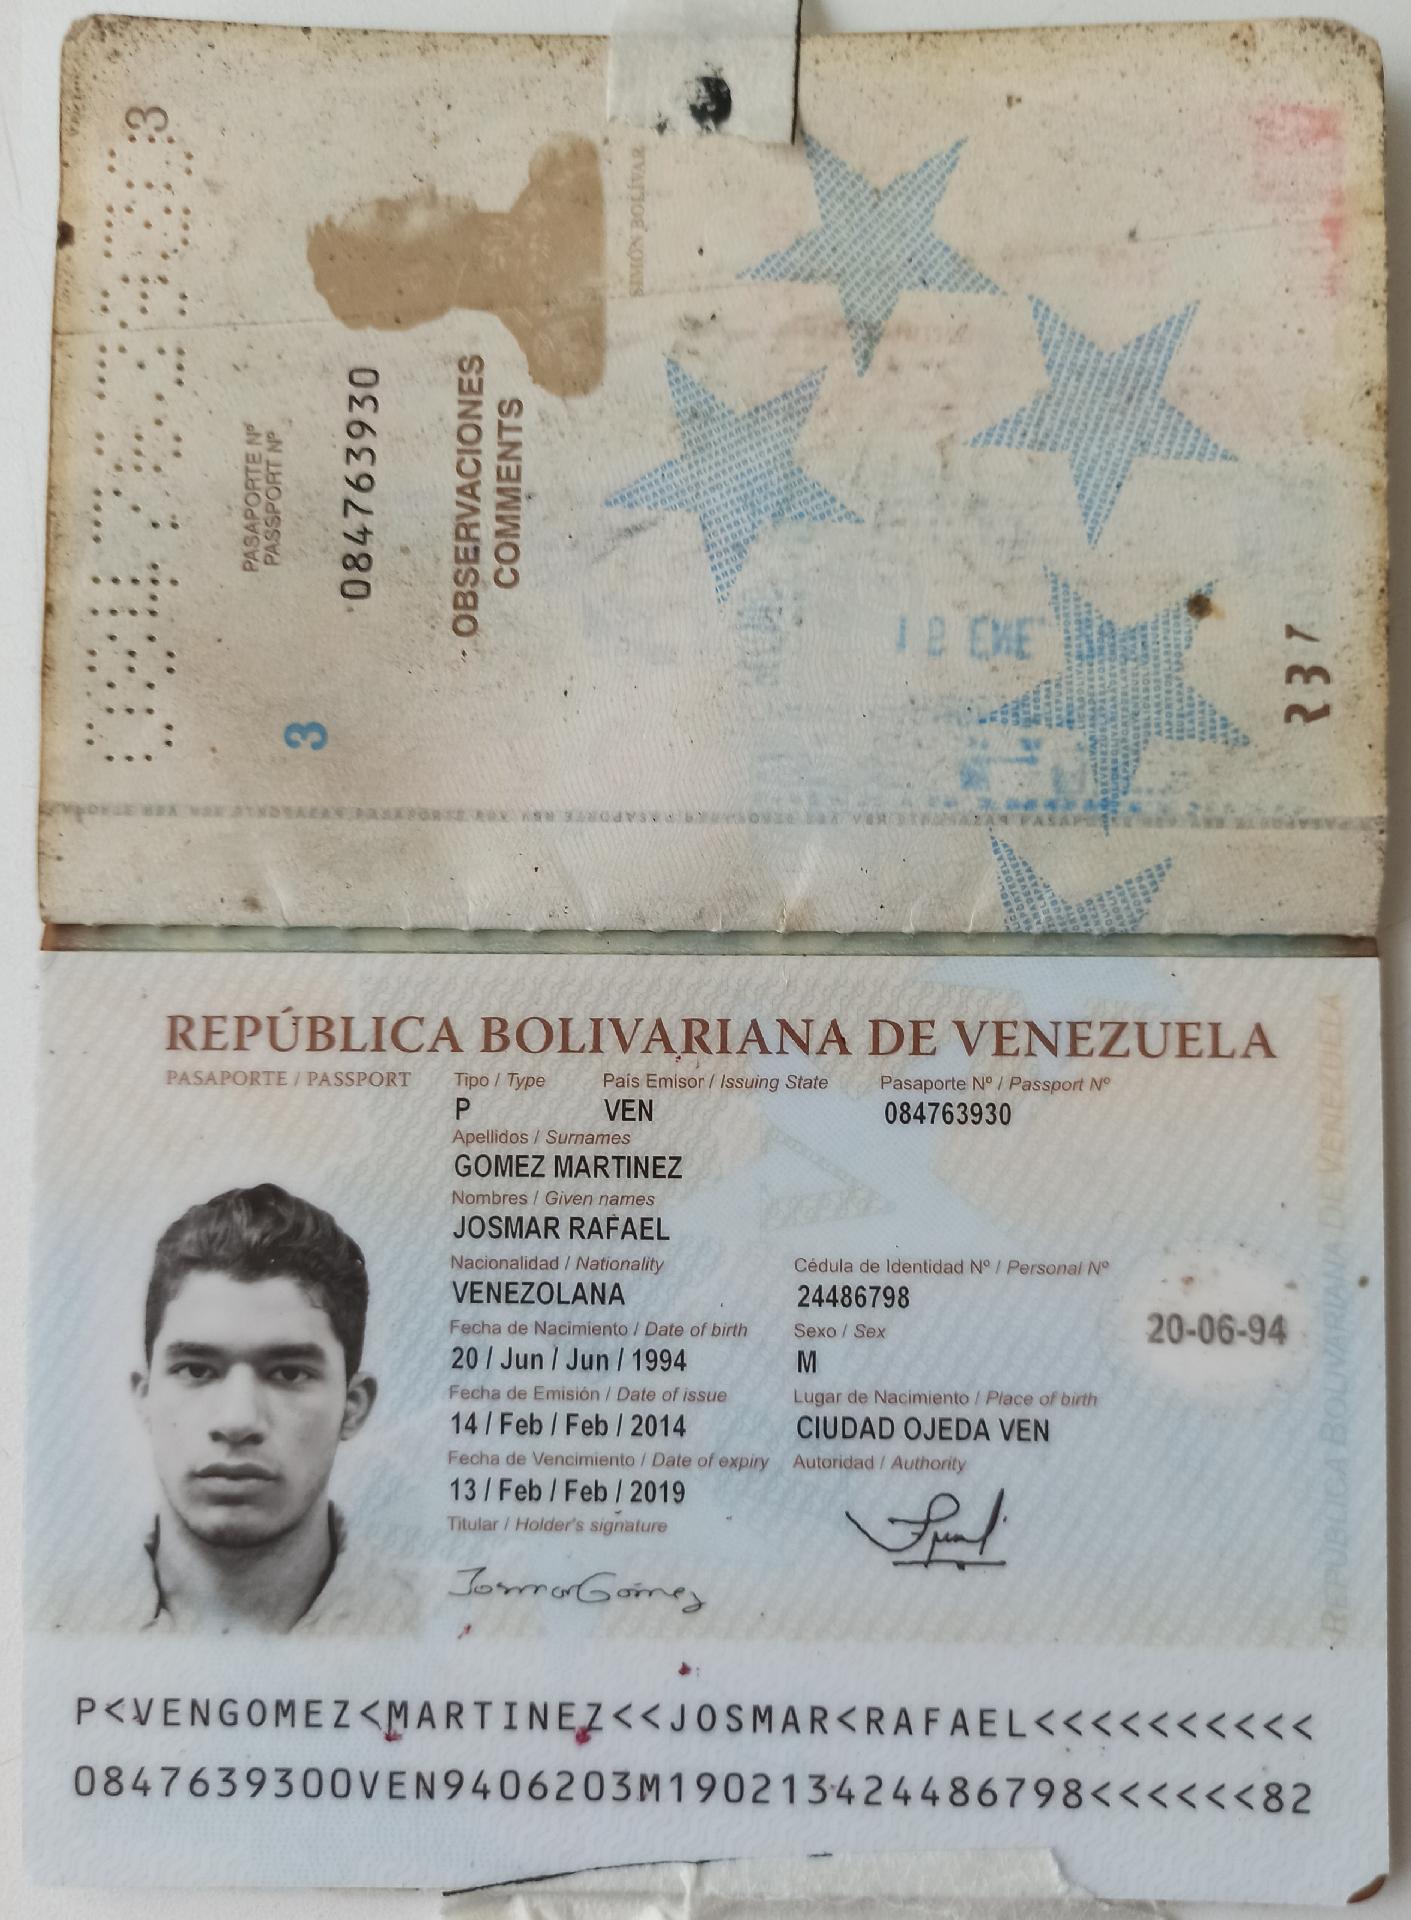 3
PASAPORTE Nº
PASSPORT Nº
084763930
OBSERVACIONES
COMMENTS
SIMÓN BOLÍVAR
3
16 ENE
237
REPÚBLICA BOLIVARIANA DE VENEZUELA
PASAPORTE / PASSPORT
Tipo / Type País Emisor / Issuing State Pasaporte Nº / Passport Nº
P VEN 084763930
Apellidos / Surnames
GOMEZ MARTINEZ
Nombres / Given names
JOSMAR RAFAEL
Nacionalidad / Nationality Cédula de Identidad Nº / Personal Nº
VENEZOLANA 24486798
Fecha de Nacimiento / Date of birth Sexo / Sex
20 / Jun / Jun / 1994 M
20-06-94
Fecha de Emisión / Date of issue Lugar de Nacimiento / Place of birth
14 / Feb / Feb / 2014 CIUDAD OJEDA VEN
Fecha de Vencimiento / Date of expiry Autoridad / Authority
13 / Feb / Feb / 2019
Titular / Holder's signature
Josmar Gómez
REPÚBLICA BOLIVARIANA DE VENEZUELA
P<VENGOMEZ<MARTINEZ<<JOSMAR<RAFAEL<<<<<<<<<<
0847639300VEN9406203M190213424486798<<<<<<82